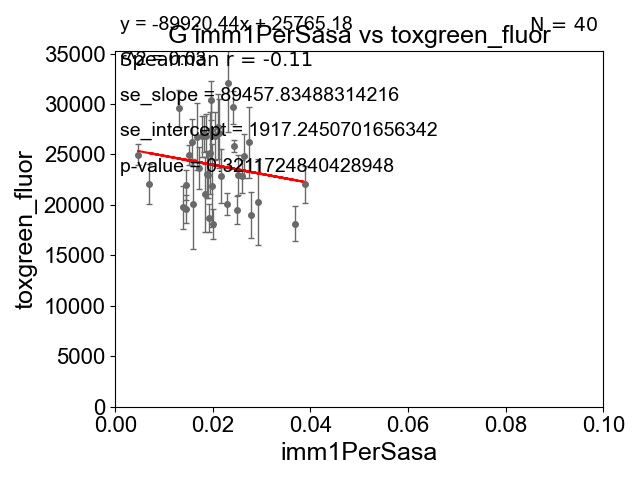 y = -89920.44x + 25765.18
N = 40
G imm1PerSasa vs toxgreen_fluor
r^2 = 0.03
Spearman r = -0.11
se_slope = 89457.83488314216
se_intercept = 1917.2450701656342
p-value = 0.3211724840428948
toxgreen_fluor
35000
30000
25000
20000
15000
10000
5000
0
0.00
0.02
0.04
0.06
0.08
0.10
imm1PerSasa